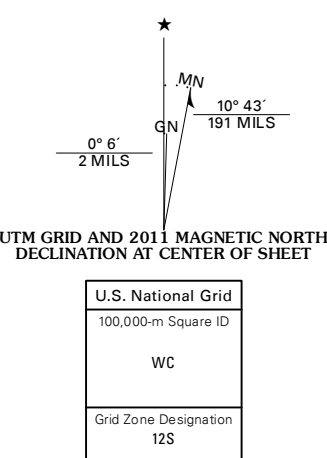 ★
MN
GN
10° 43´
191 MILS
0° 6´
2 MILS
UTM GRID AND 2011 MAGNETIC NORTH
DECLINATION AT CENTER OF SHEET
U.S. National Grid
100,000-m Square ID
WC
Grid Zone Designation
12S